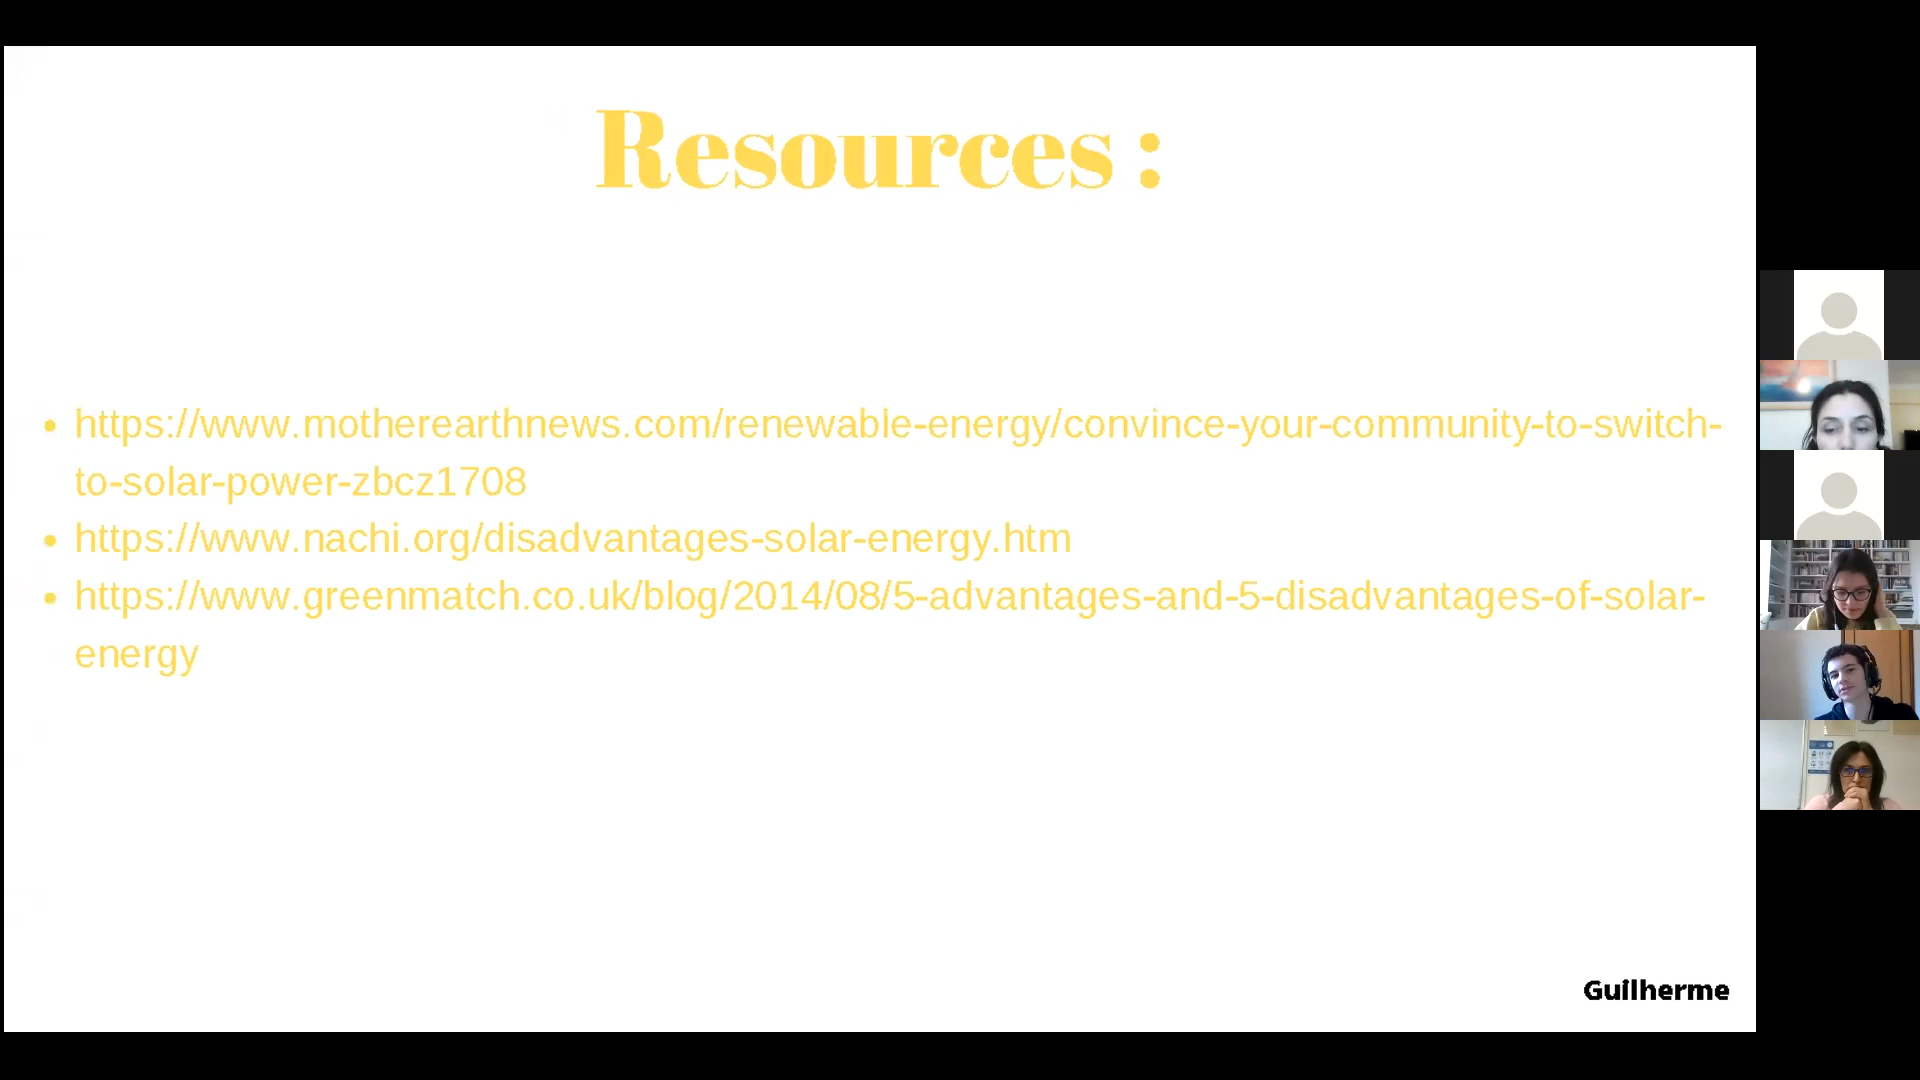 Resources :
• https://www.motherearthnews.com/renewable-energy/convince-your-community-to-switch-
to-solar-power-zbcz1708
• https://www.nachi.org/disadvantages-solar-energy.htm
• https://www.greenmatch.co.uk/blog/2014/08/5-advantages-and-5-disadvantages-of-solar-
energy
Guilherme